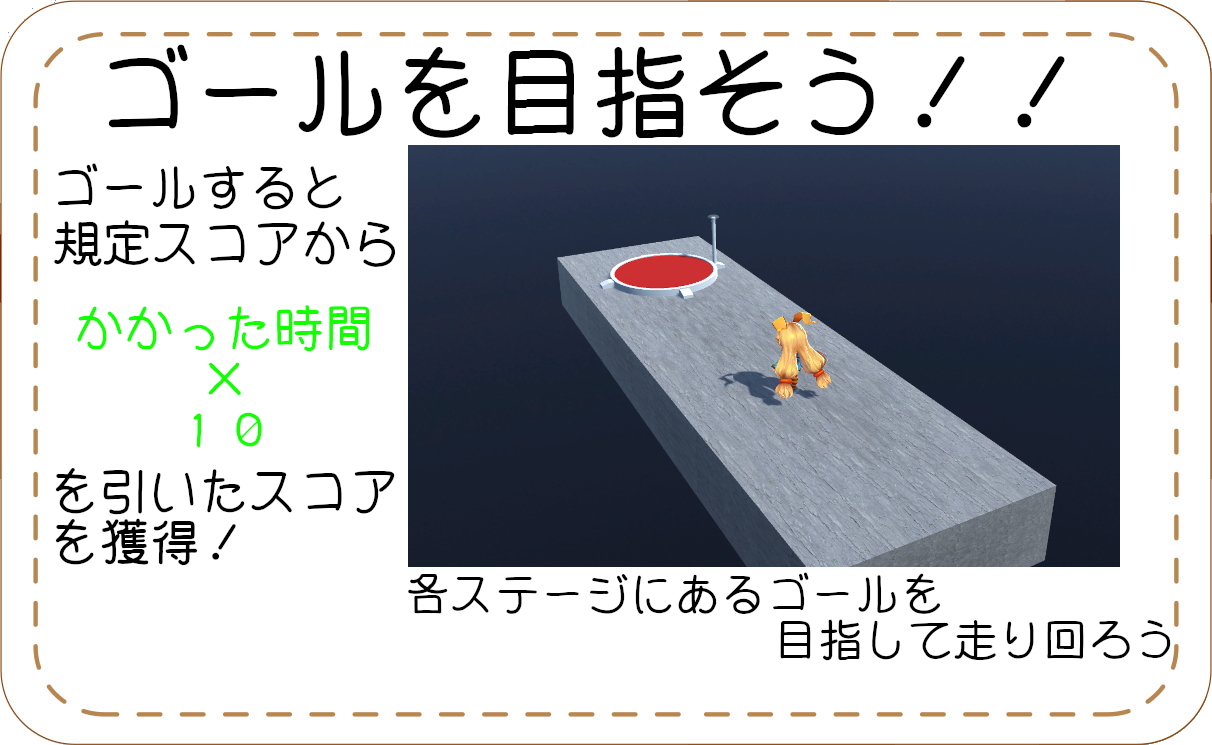 ゴールを目指そう！！
ゴールすると
規定スコアから
かかった時間
×
１０
を引いたスコア
を獲得！
各ステージにあるゴールを
目指して走り回ろう